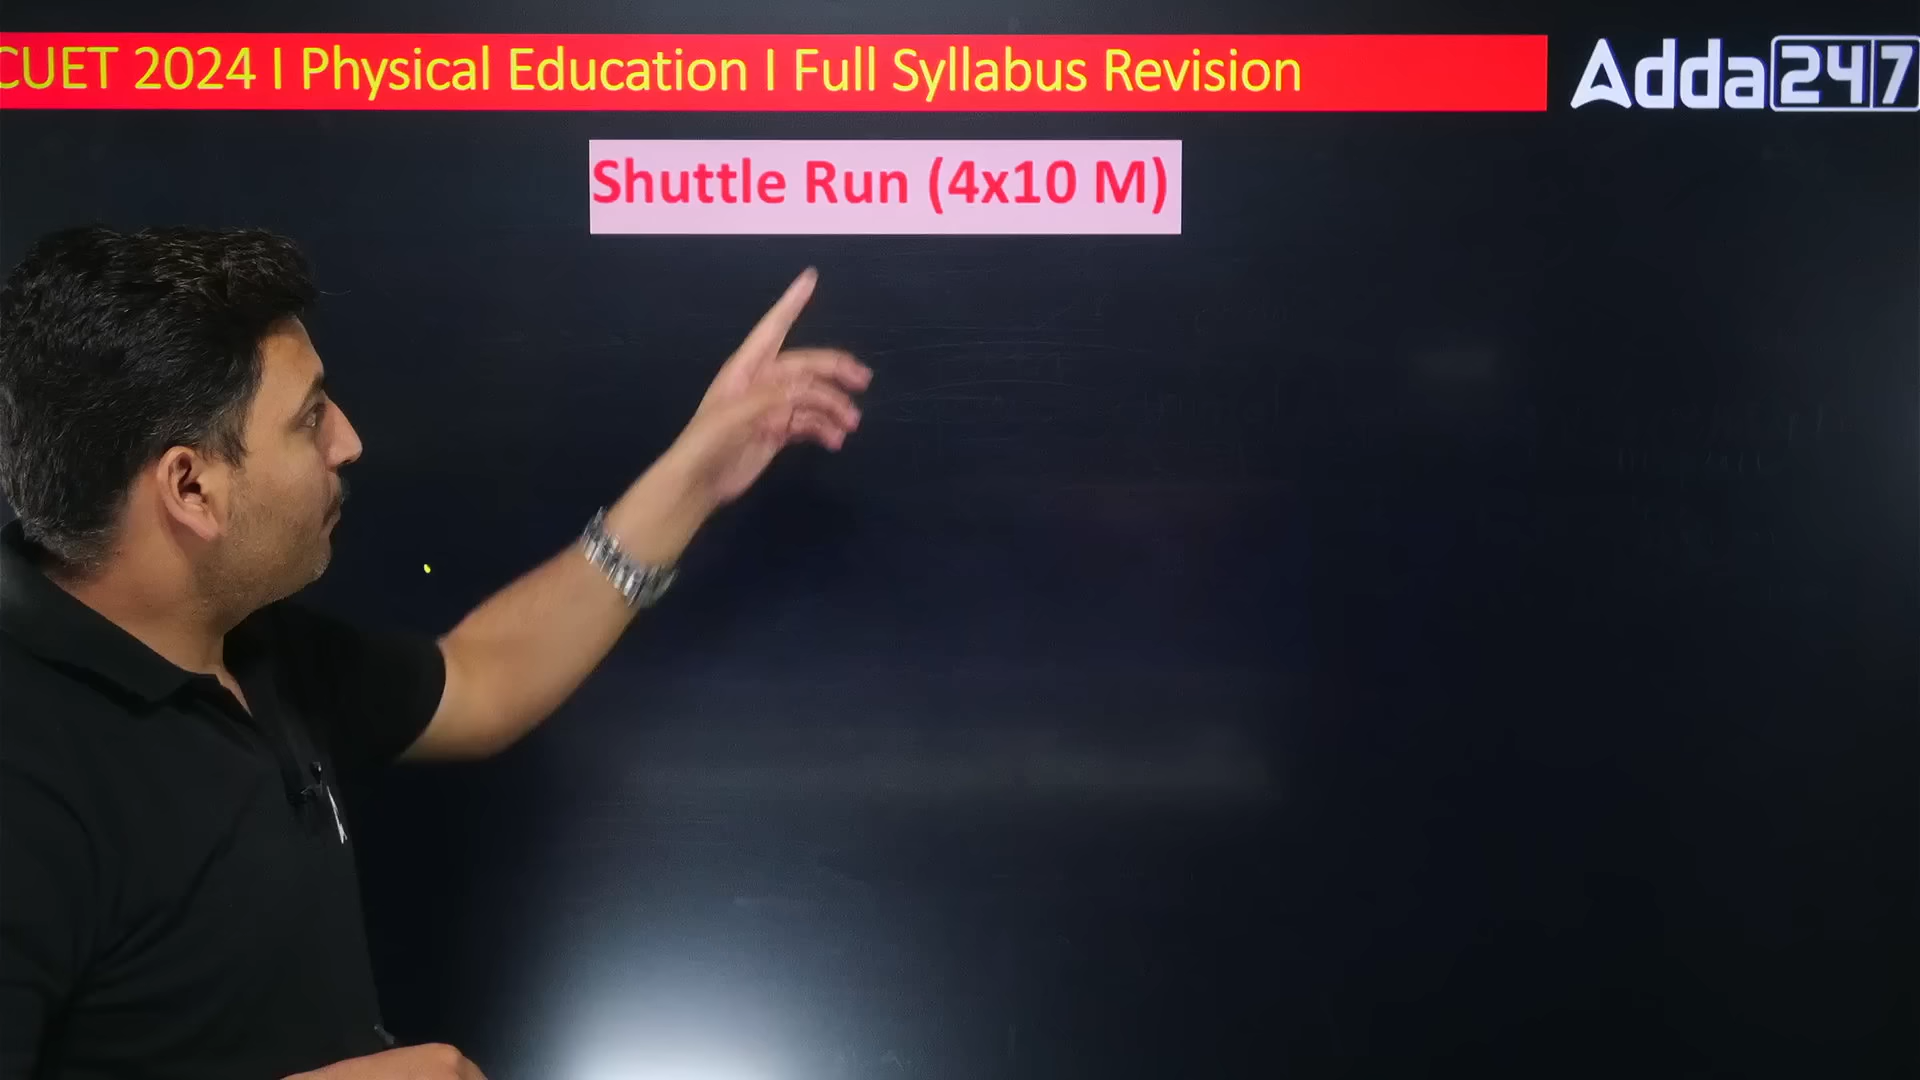 CUET 2024 I Physical Education I Full Syllabus Revision
Adda247
Shuttle Run (4x10 M)